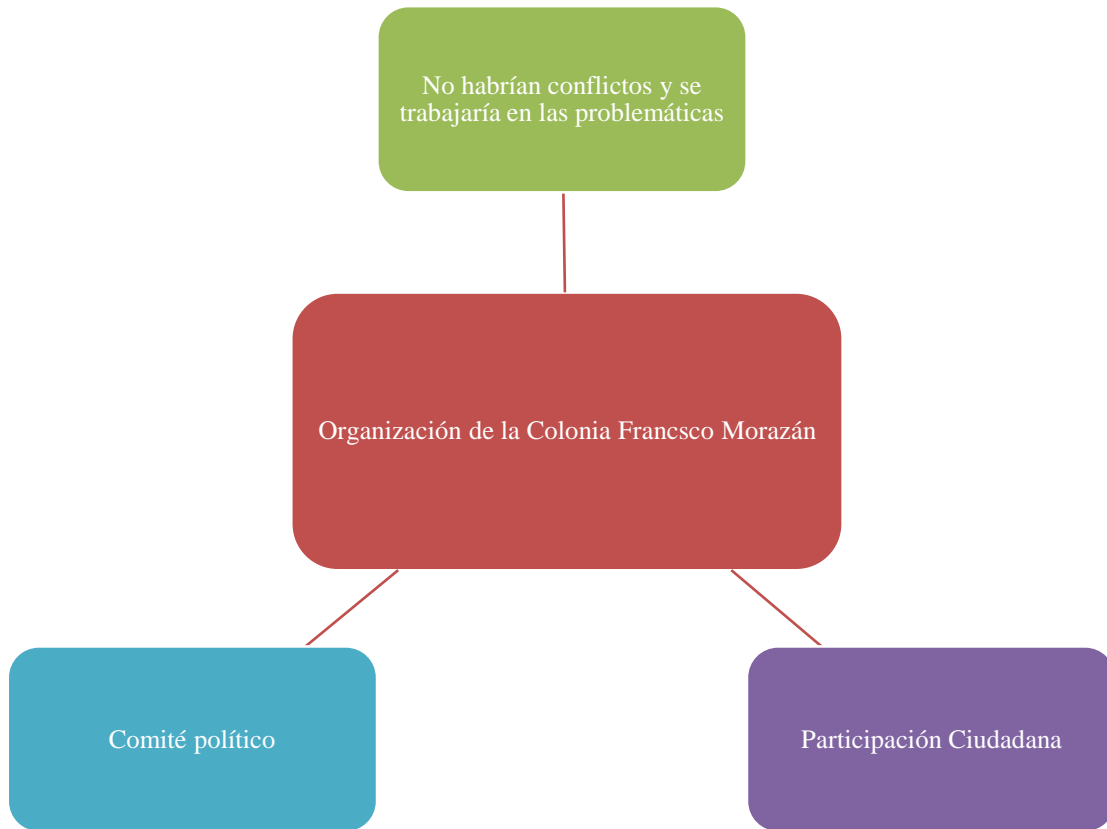 No habrían conflictos y se
trabajaría en las problemáticas
Organización de la Colonia Francsco Morazán
Comité político
Participación Ciudadana